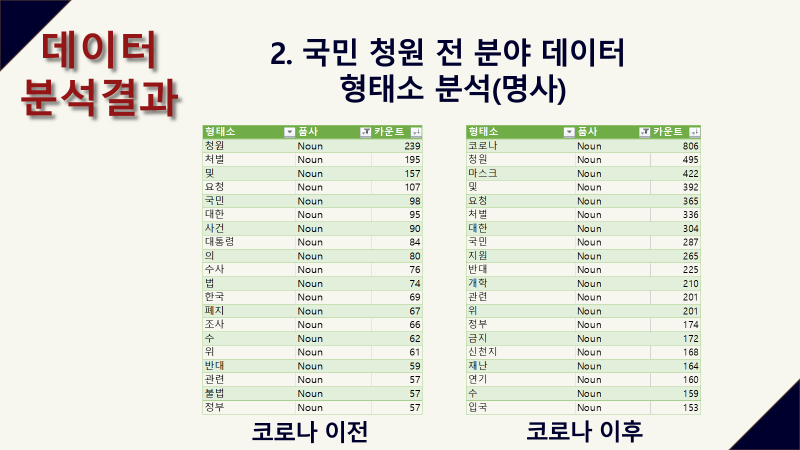 데이터
분석결과
2. 국민 청원 전 분야 데이터
형태소 분석(명사)
형태소 품사 카운트
청원 Noun 239
처벌 Noun 195
및 Noun 157
요청 Noun 107
국민 Noun 98
대한 Noun 95
사건 Noun 90
대통령 Noun 84
의 Noun 80
수사 Noun 76
법 Noun 74
한국 Noun 69
폐지 Noun 67
조사 Noun 66
수 Noun 62
위 Noun 61
반대 Noun 59
관련 Noun 57
불법 Noun 57
정부 Noun 57
코로나 이전
형태소 품사 카운트
코로나 Noun 806
청원 Noun 495
마스크 Noun 422
및 Noun 392
요청 Noun 365
처벌 Noun 336
대한 Noun 304
국민 Noun 287
지원 Noun 265
반대 Noun 225
개학 Noun 210
관련 Noun 201
위 Noun 201
정부 Noun 174
금지 Noun 172
신천지 Noun 168
재난 Noun 164
연기 Noun 160
수 Noun 159
입국 Noun 153
코로나 이후